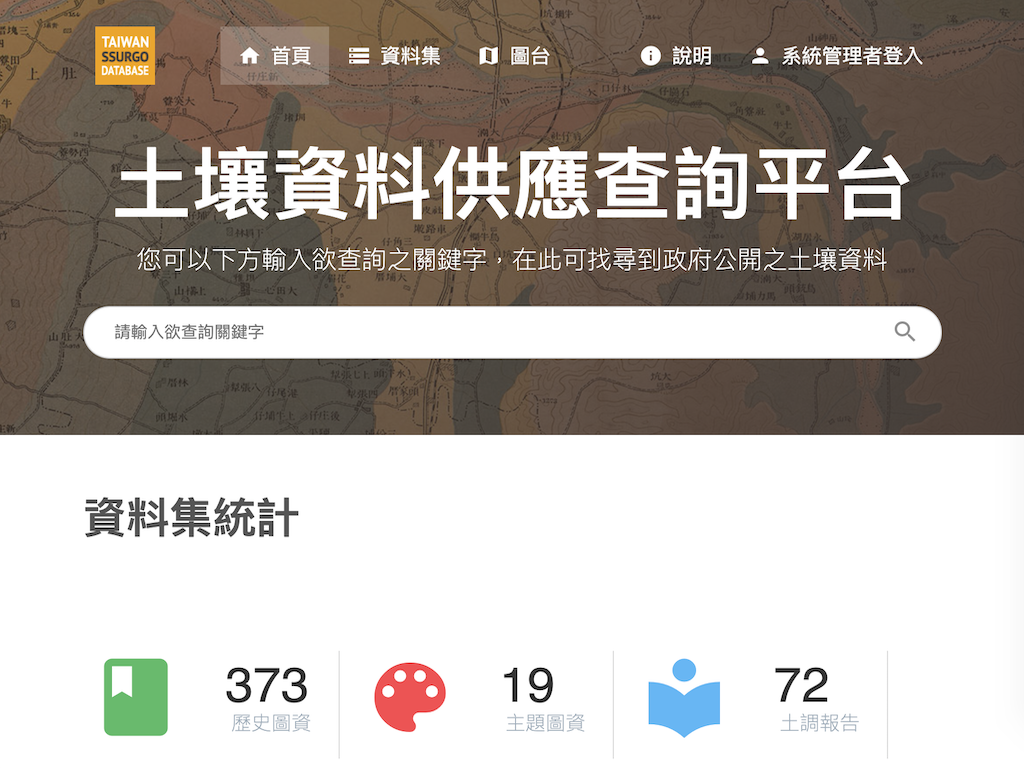 TAIWAN
SSURGO
DATABASE
首頁
資料集
圖台
說明
系統管理者登入
土壤資料供應查詢平台
您可以下方輸入欲查詢之關鍵字，在此可找尋到政府公開之土壤資料
請輸入欲查詢關鍵字
資料集統計
373
歷史圖資
19
主題圖資
72
土調報告